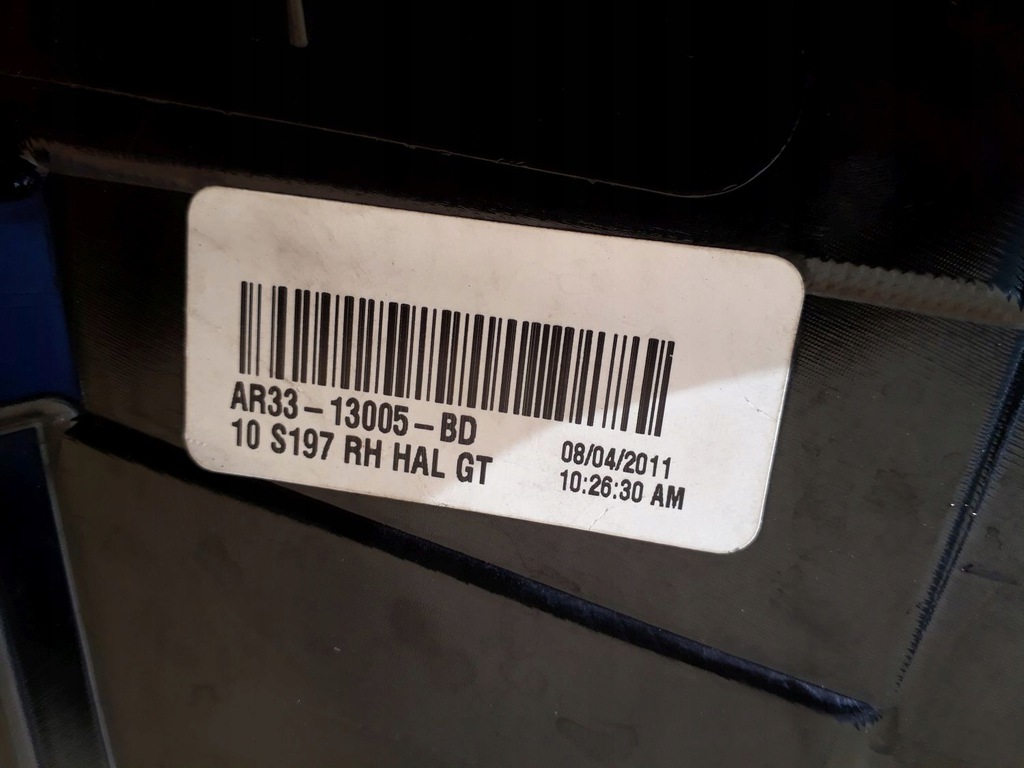 AR33-13005-BD
10 S197 RH HAL GT
08/04/2011
10:26:30 AM